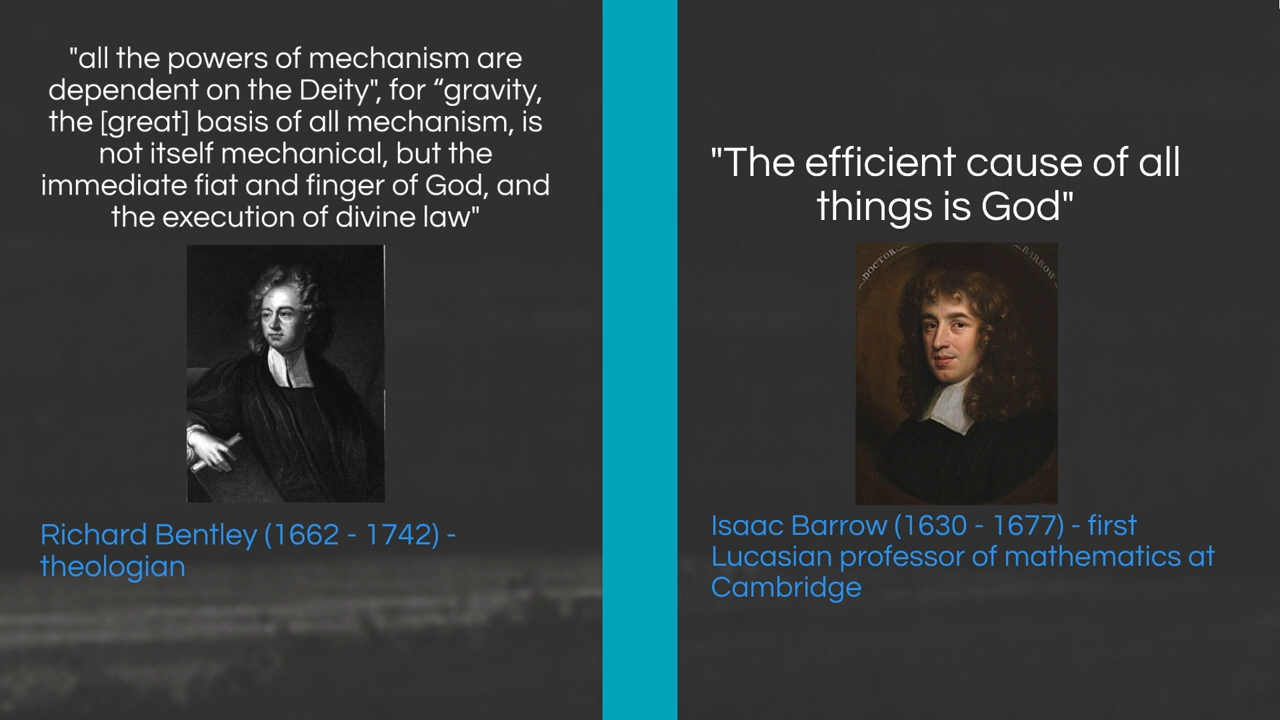 "all the powers of mechanism are
dependent on the Deity", for “gravity,
the [great] basis of all mechanism, is
not itself mechanical, but the
immediate fiat and finger of God, and
the execution of divine law"
Richard Bentley (1662 - 1742) -
theologian
"The efficient cause of all
things is God"
DOCTOR BARROW
Isaac Barrow (1630 - 1677) - first
Lucasian professor of mathematics at
Cambridge